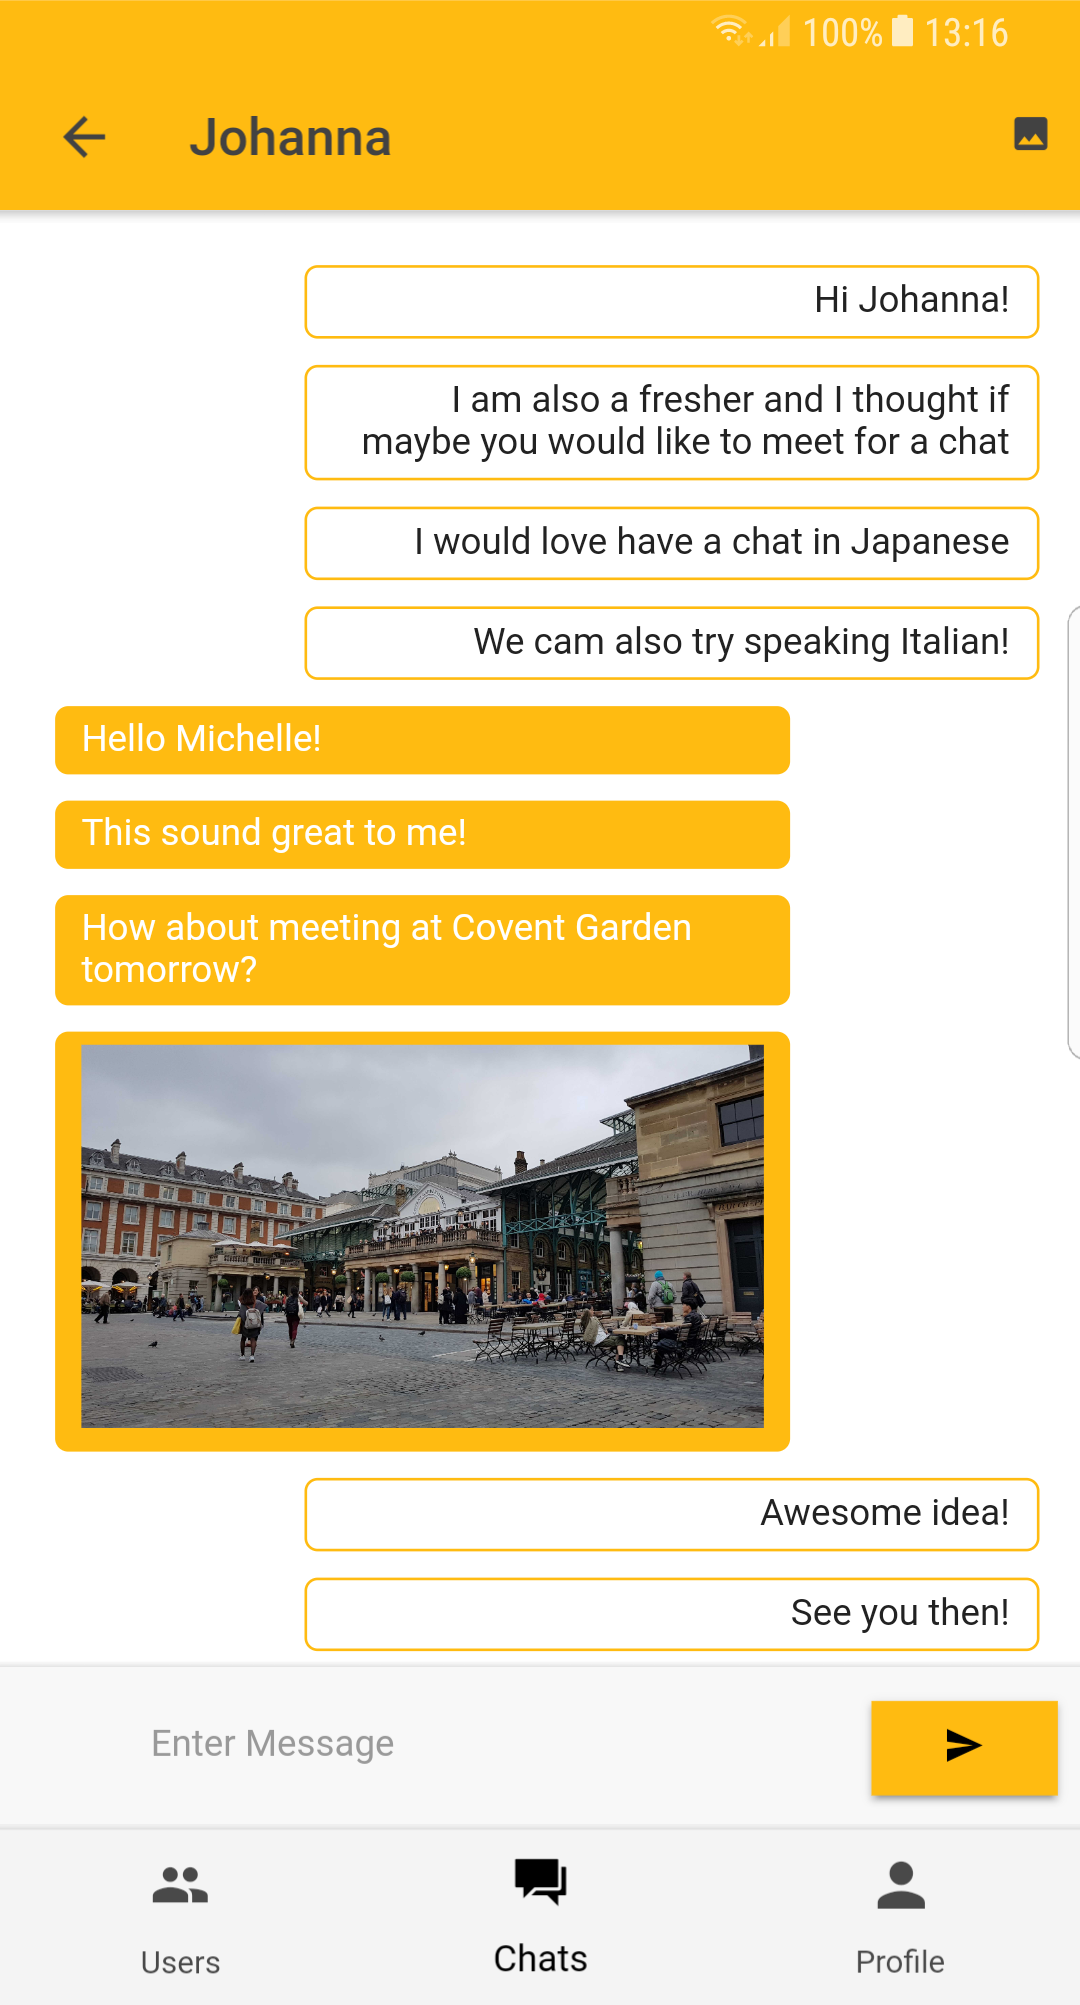 100% 13:16
Johanna
Hi Johanna!
I am also a fresher and I thought if
maybe you would like to meet for a chat
I would love have a chat in Japanese
We cam also try speaking Italian!
Hello Michelle!
This sound great to me!
How about meeting at Covent Garden
tomorrow?
Awesome idea!
See you then!
Enter Message
Users
Chats
Profile